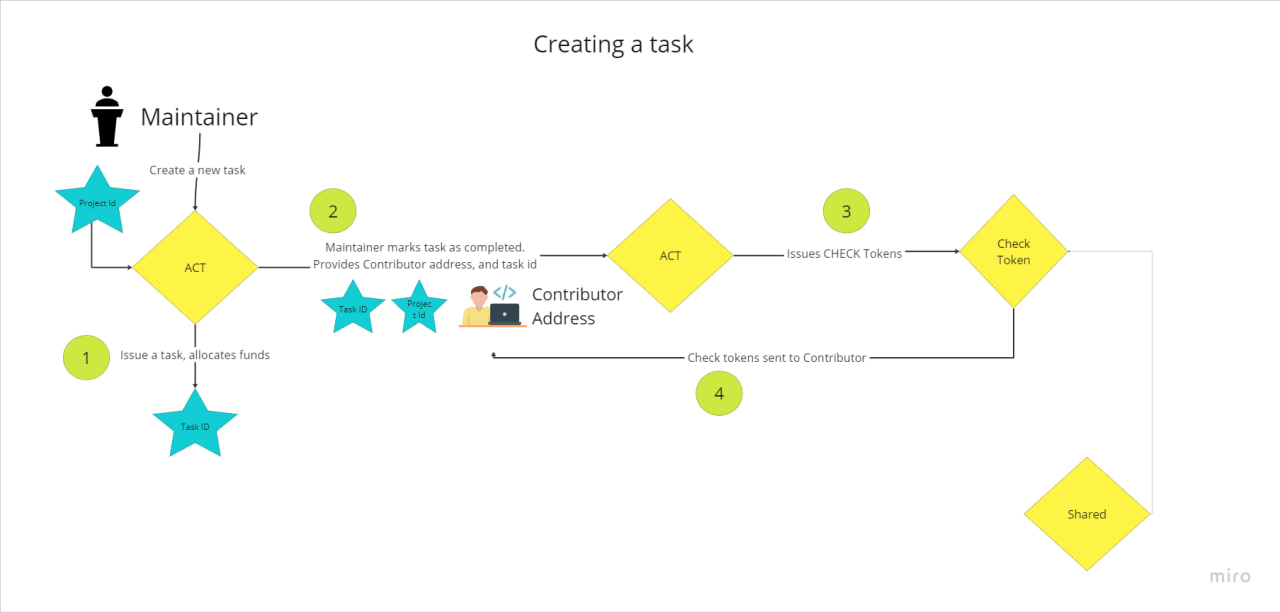 Creating a task
Maintainer
Create a new task
Project Id
ACT
1
Issue a task, allocates funds
Task ID
2
Maintainer marks task as completed.
Provides Contributor address, and task id
Task ID
Projec
t Id
Contributor
Address
ACT
3
Issues CHECK Tokens
Check
Token
Check tokens sent to Contributor
4
Shared
miro